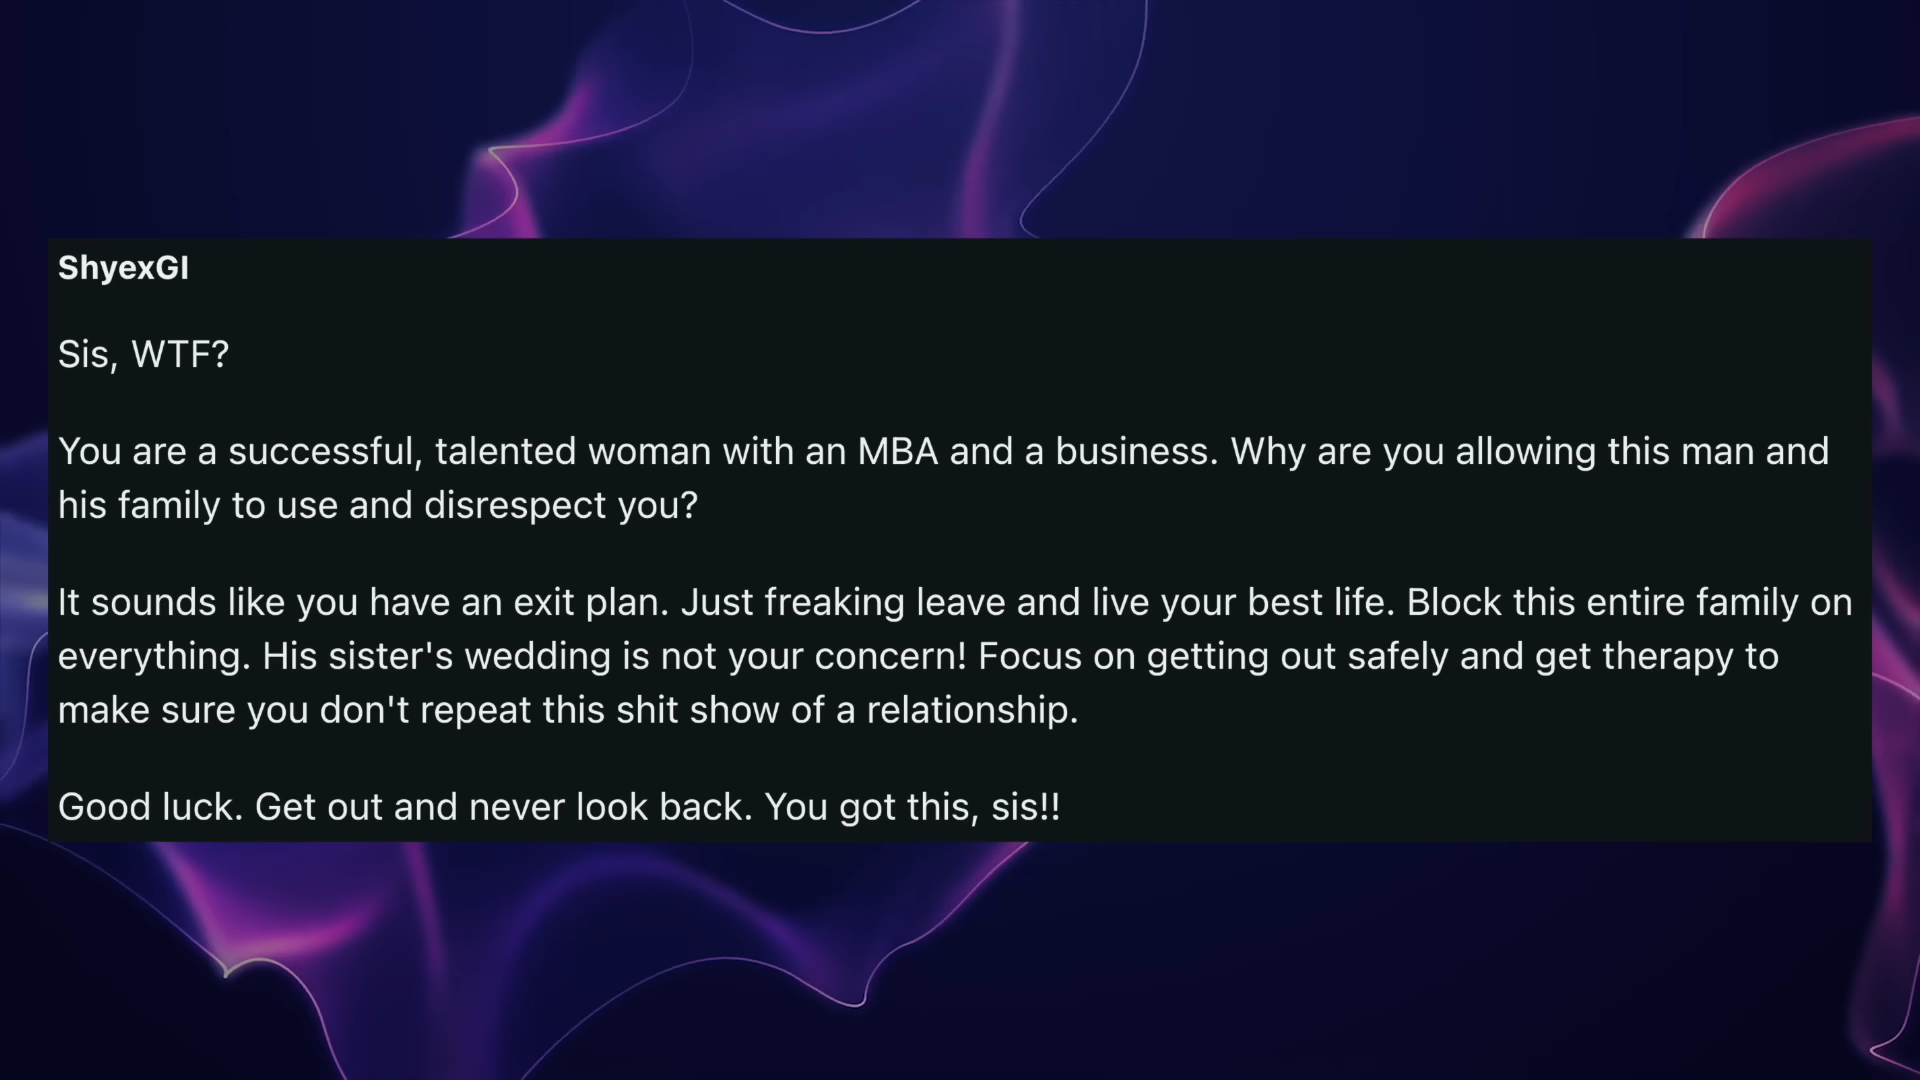 ShyexGI
Sis, WTF?
You are a successful, talented woman with an MBA and a business. Why are you allowing this man and
his family to use and disrespect you?
It sounds like you have an exit plan. Just freaking leave and live your best life. Block this entire family on
everything. His sister's wedding is not your concern! Focus on getting out safely and get therapy to
make sure you don't repeat this shit show of a relationship.
Good luck. Get out and never look back. You got this, sis!!